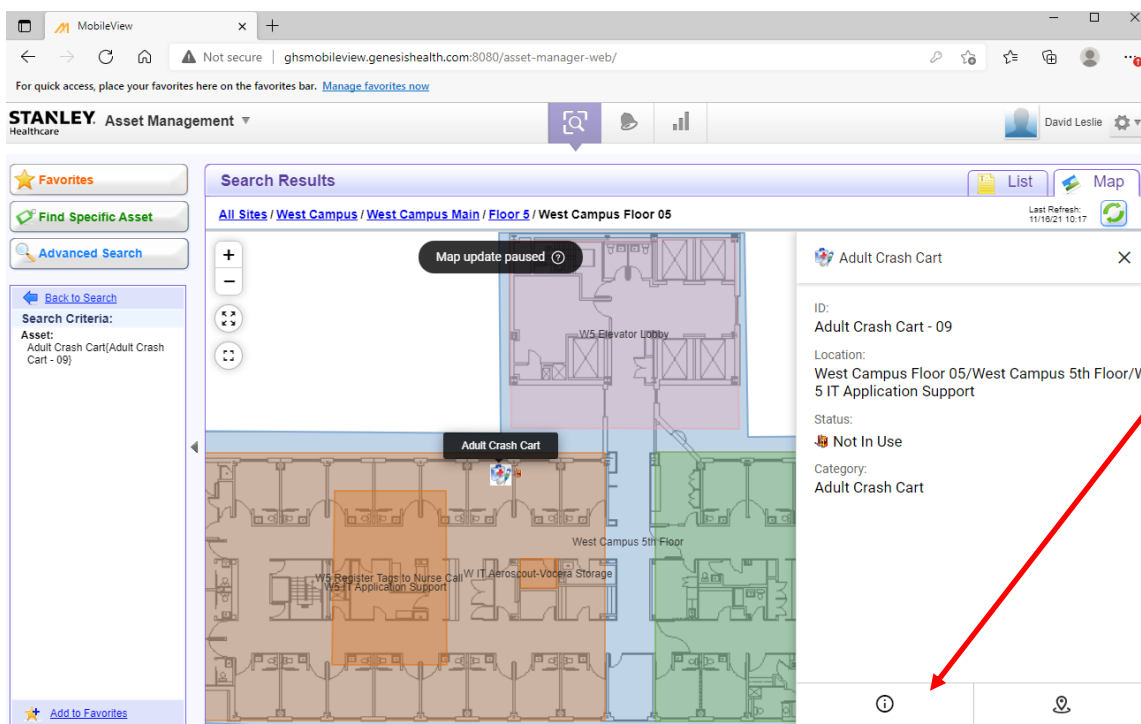 MobileView
Not secure | ghsmobileview.genesishealth.com:8080/asset-manager-web/
For quick access, place your favorites here on the favorites bar. Manage favorites now
STANLEY. Asset Management
Healthcare
David Leslie
Favorites
Find Specific Asset
Advanced Search
Back to Search
Search Criteria:
Asset:
Adult Crash Cart{Adult Crash
Cart - 09}
Add to Favorites
Search Results
List
Map
All Sites / West Campus / West Campus Main / Floor 5 / West Campus Floor 05
Last Refresh:
11/16/21 10:17
Map update paused
W5 Elevator Lobby
Adult Crash Cart
West Campus 5th Floor
W IT Aeroscout-Vocera Storage
W5 Register Tags to Nurse Call
W5 IT Application Support
Adult Crash Cart
ID:
Adult Crash Cart - 09
Location:
West Campus Floor 05/West Campus 5th Floor/W
5 IT Application Support
Status:
Not In Use
Category:
Adult Crash Cart